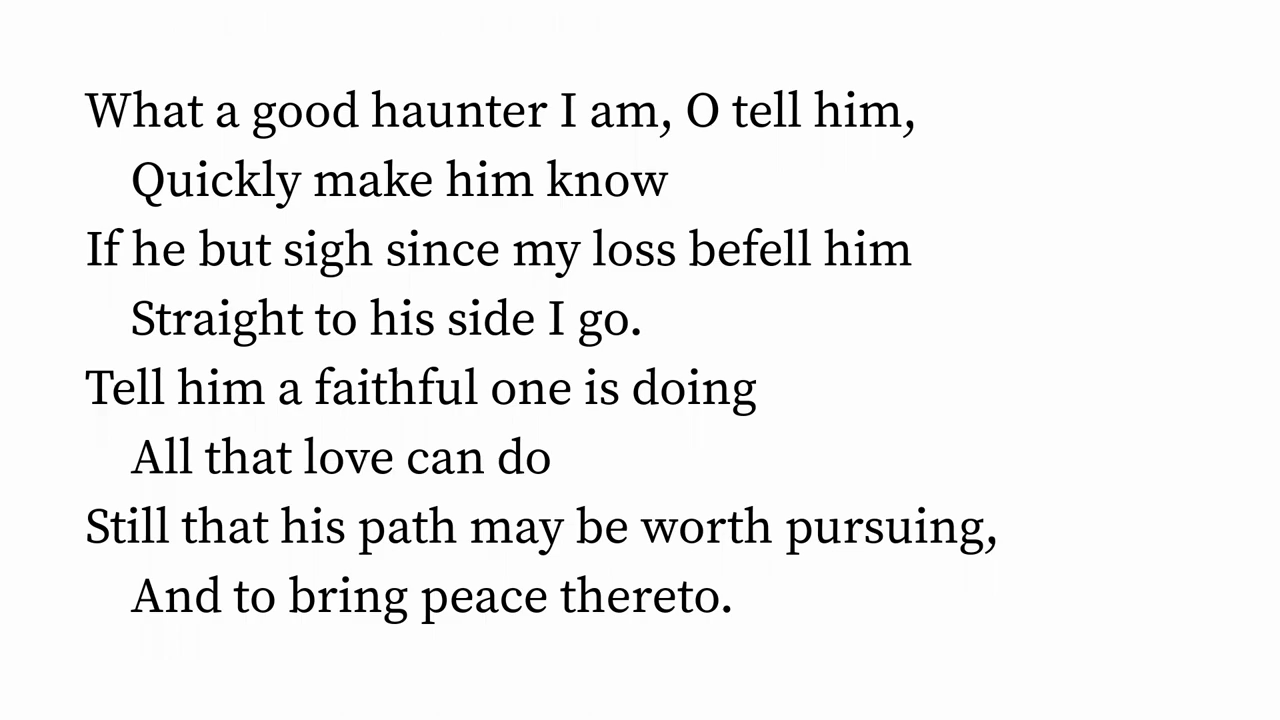 What a good haunter I am, O tell him,
Quickly make him know
If he but sigh since my loss befell him
Straight to his side I go.
Tell him a faithful one is doing
All that love can do
Still that his path may be worth pursuing,
And to bring peace thereto.